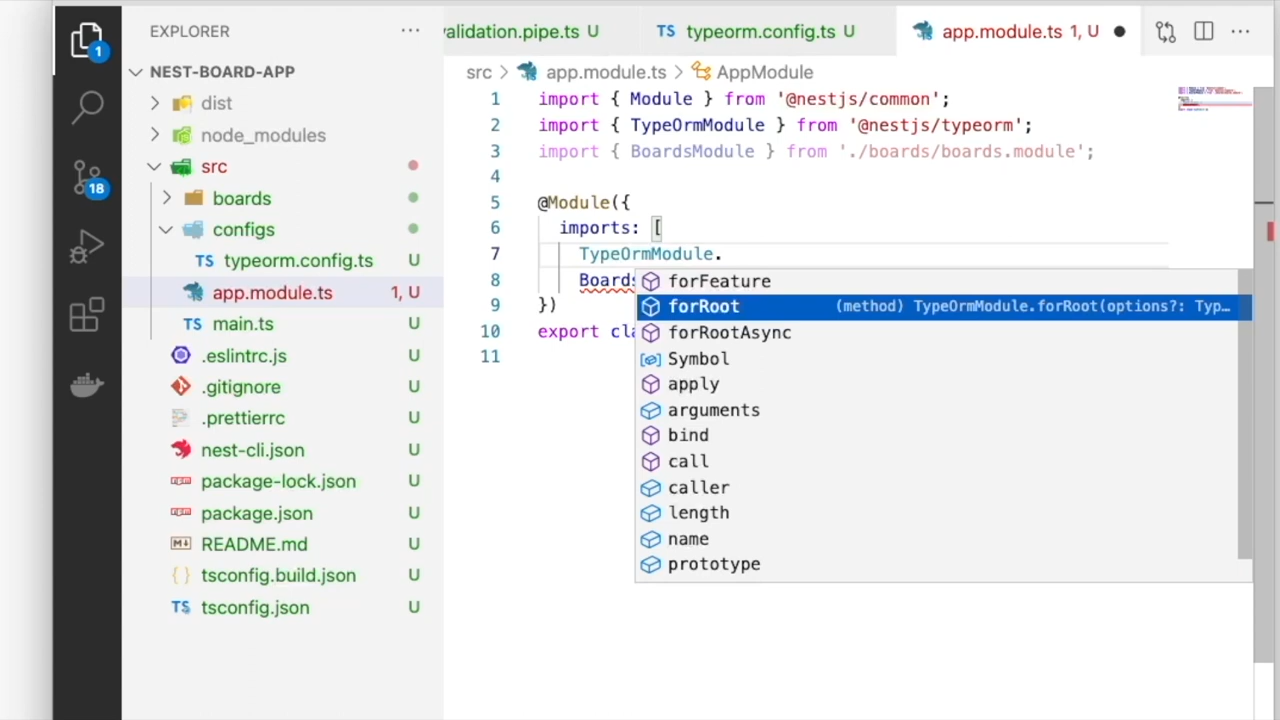 EXPLORER
NEST-BOARD-APP
dist
node_modules
src
boards
configs
TS typeorm.config.ts U
app.module.ts 1, U
TS main.ts U
.eslintrc.js U
.gitignore U
.prettierrc U
nest-cli.json U
package-lock.json U
package.json U
README.md U
tsconfig.build.json U
TS tsconfig.json U
1
18
validation.pipe.ts U
TS typeorm.config.ts U
app.module.ts 1, U
src > app.module.ts > AppModule
1 import { Module } from '@nestjs/common';
2 import { TypeOrmModule } from '@nestjs/typeorm';
3 import { BoardsModule } from './boards/boards.module';
4
5 @Module({
6 imports: [
7 TypeOrmModule.
8 Boards
9 })
10 export cla
11
forFeature
forRoot (method) TypeOrmModule.forRoot(options?: Typ…
forRootAsync
Symbol
apply
arguments
bind
call
caller
length
name
prototype